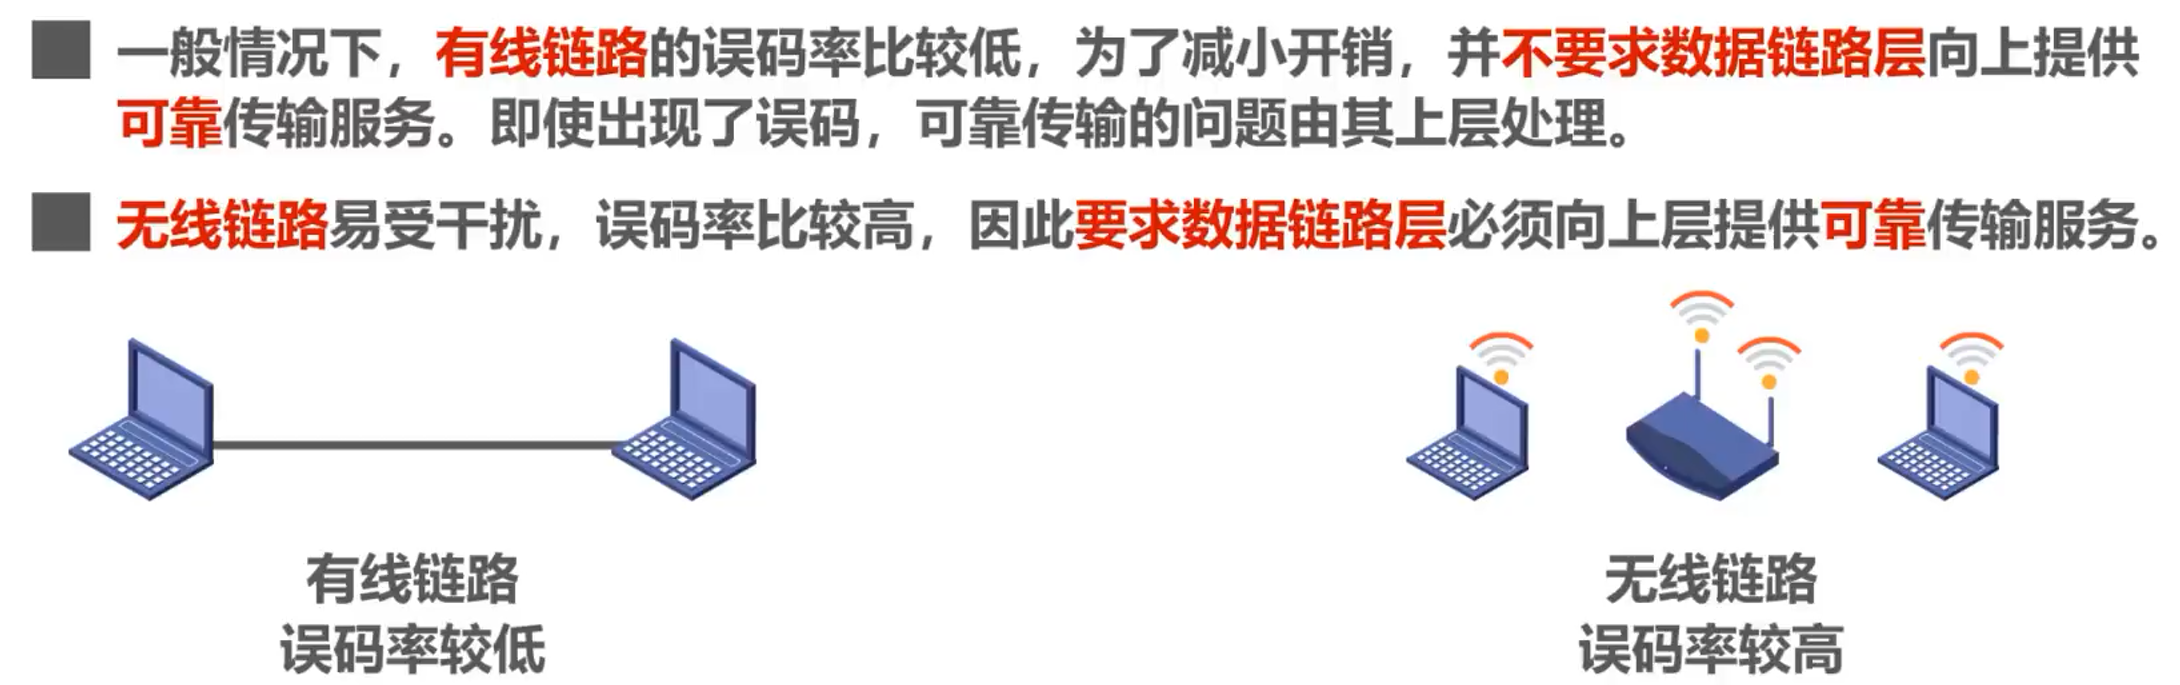 一般情况下，有线链路的误码率比较低，为了减小开销，并不要求数据链路层向上提供
可靠传输服务。即使出现了误码，可靠传输的问题由其上层处理。
无线链路易受干扰，误码率比较高，因此要求数据链路层必须向上层提供可靠传输服务。
有线链路
误码率较低
无线链路
误码率较高